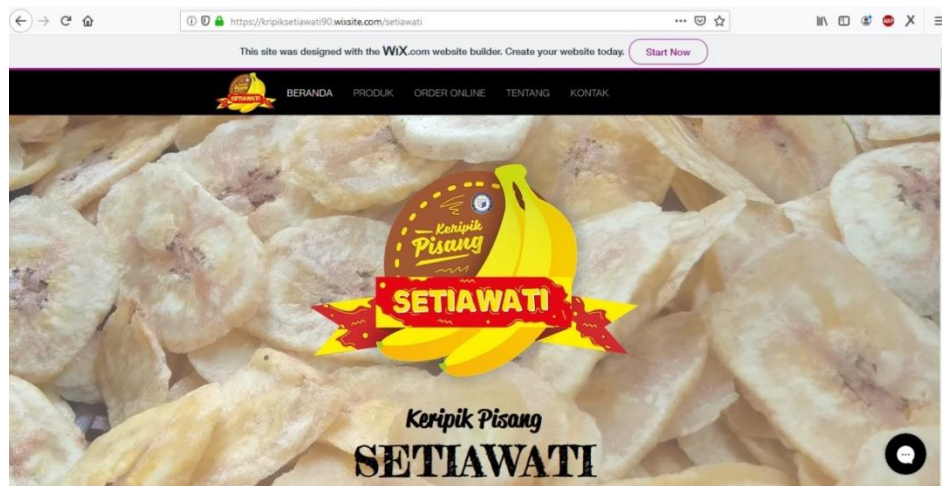 https://kripiksetiawati90.wixsite.com/setiawati
This site was designed with the WiX.com website builder. Create your website today. Start Now
BERANDA PRODUK ORDER ONLINE TENTANG KONTAK
Keripik
Pisang
SETIAWATI
Keripik Pisang
SETIAWATI